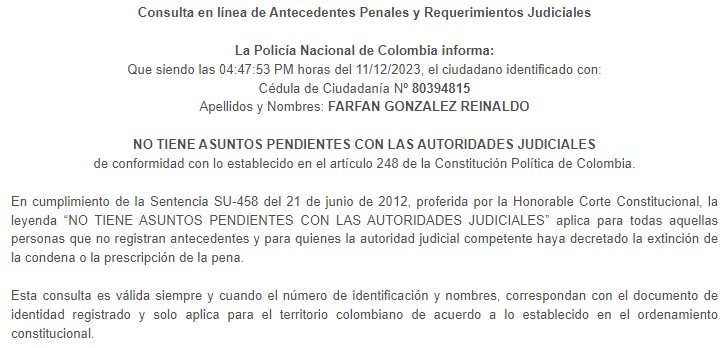 Consulta en línea de Antecedentes Penales y Requerimientos Judiciales
La Policía Nacional de Colombia informa:
Que siendo las 04:47:53 PM horas del 11/12/2023, el ciudadano identificado con:
Cédula de Ciudadanía Nº 80394815
Apellidos y Nombres: FARFAN GONZALEZ REINALDO
NO TIENE ASUNTOS PENDIENTES CON LAS AUTORIDADES JUDICIALES
de conformidad con lo establecido en el artículo 248 de la Constitución Política de Colombia.
En cumplimiento de la Sentencia SU-458 del 21 de junio de 2012, proferida por la Honorable Corte Constitucional, la
leyenda “NO TIENE ASUNTOS PENDIENTES CON LAS AUTORIDADES JUDICIALES” aplica para todas aquellas
personas que no registran antecedentes y para quienes la autoridad judicial competente haya decretado la extinción de
la condena o la prescripción de la pena.
Esta consulta es válida siempre y cuando el número de identificación y nombres, correspondan con el documento de
identidad registrado y solo aplica para el territorio colombiano de acuerdo a lo establecido en el ordenamiento
constitucional.